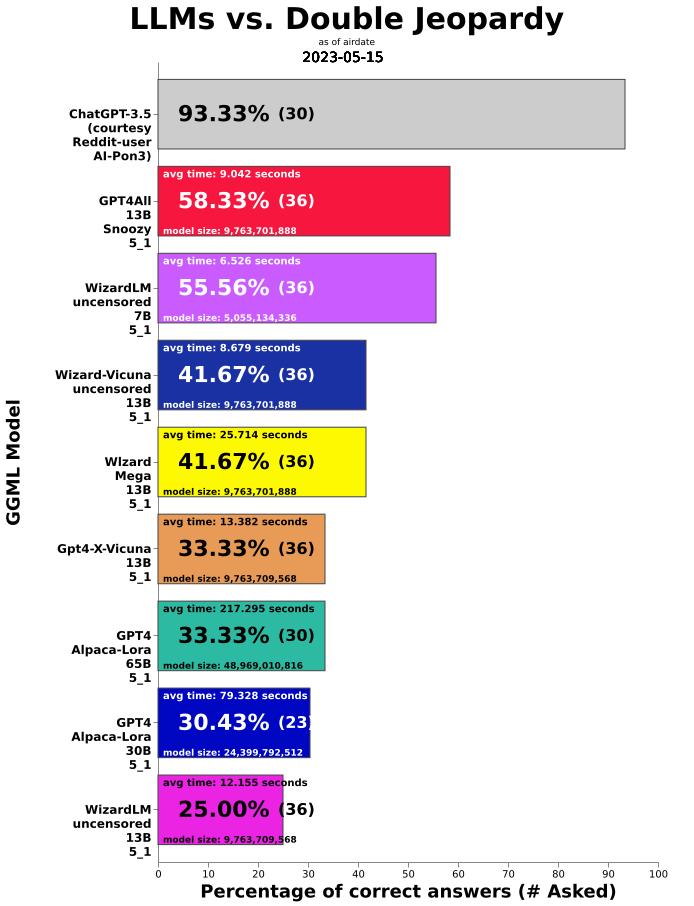 LLMs vs. Double Jeopardy
as of airdate
2023-05-15
GGML Model
ChatGPT-3.5
(courtesy
Reddit-user
AI-Pon3)
93.33% (30)
GPT4All
13B
Snoozy
5_1
avg time: 9.042 seconds
58.33% (36)
model size: 9,763,701,888
WizardLM
uncensored
7B
5_1
avg time: 6.526 seconds
55.56% (36)
model size: 5,055,134,336
Wizard-Vicuna
uncensored
13B
5_1
avg time: 8.679 seconds
41.67% (36)
model size: 9,763,701,888
WIzard
Mega
13B
5_1
avg time: 25.714 seconds
41.67% (36)
model size: 9,763,701,888
Gpt4-X-Vicuna
13B
5_1
avg time: 13.382 seconds
33.33% (36)
model size: 9,763,709,568
GPT4
Alpaca-Lora
65B
5_1
avg time: 217.295 seconds
33.33% (30)
model size: 48,969,010,816
GPT4
Alpaca-Lora
30B
5_1
avg time: 79.328 seconds
30.43% (23)
model size: 24,399,792,512
WizardLM
uncensored
13B
5_1
avg time: 12.155 seconds
25.00% (36)
model size: 9,763,709,568
0 10 20 30 40 50 60 70 80 90 100
Percentage of correct answers (# Asked)